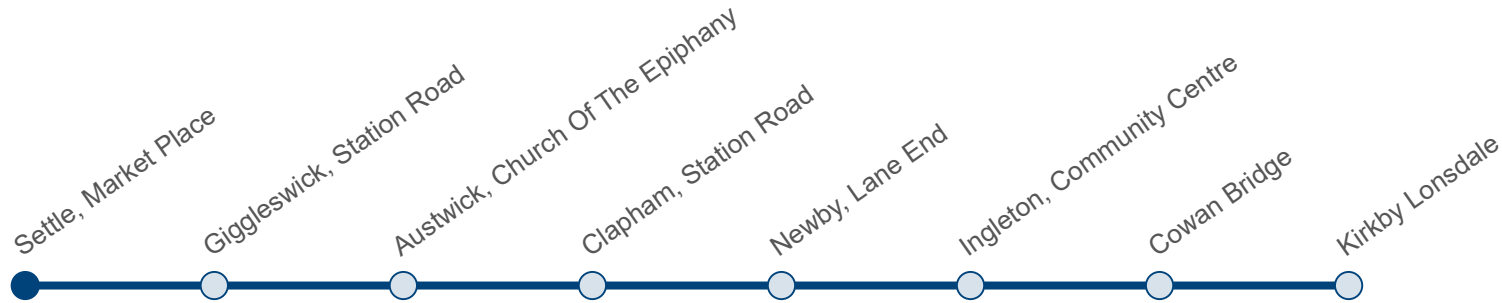 Settle, Market Place
Giggleswick, Station Road
Austwick, Church Of The Epiphany
Clapham, Station Road
Newby, Lane End
Ingleton, Community Centre
Cowan Bridge
Kirkby Lonsdale